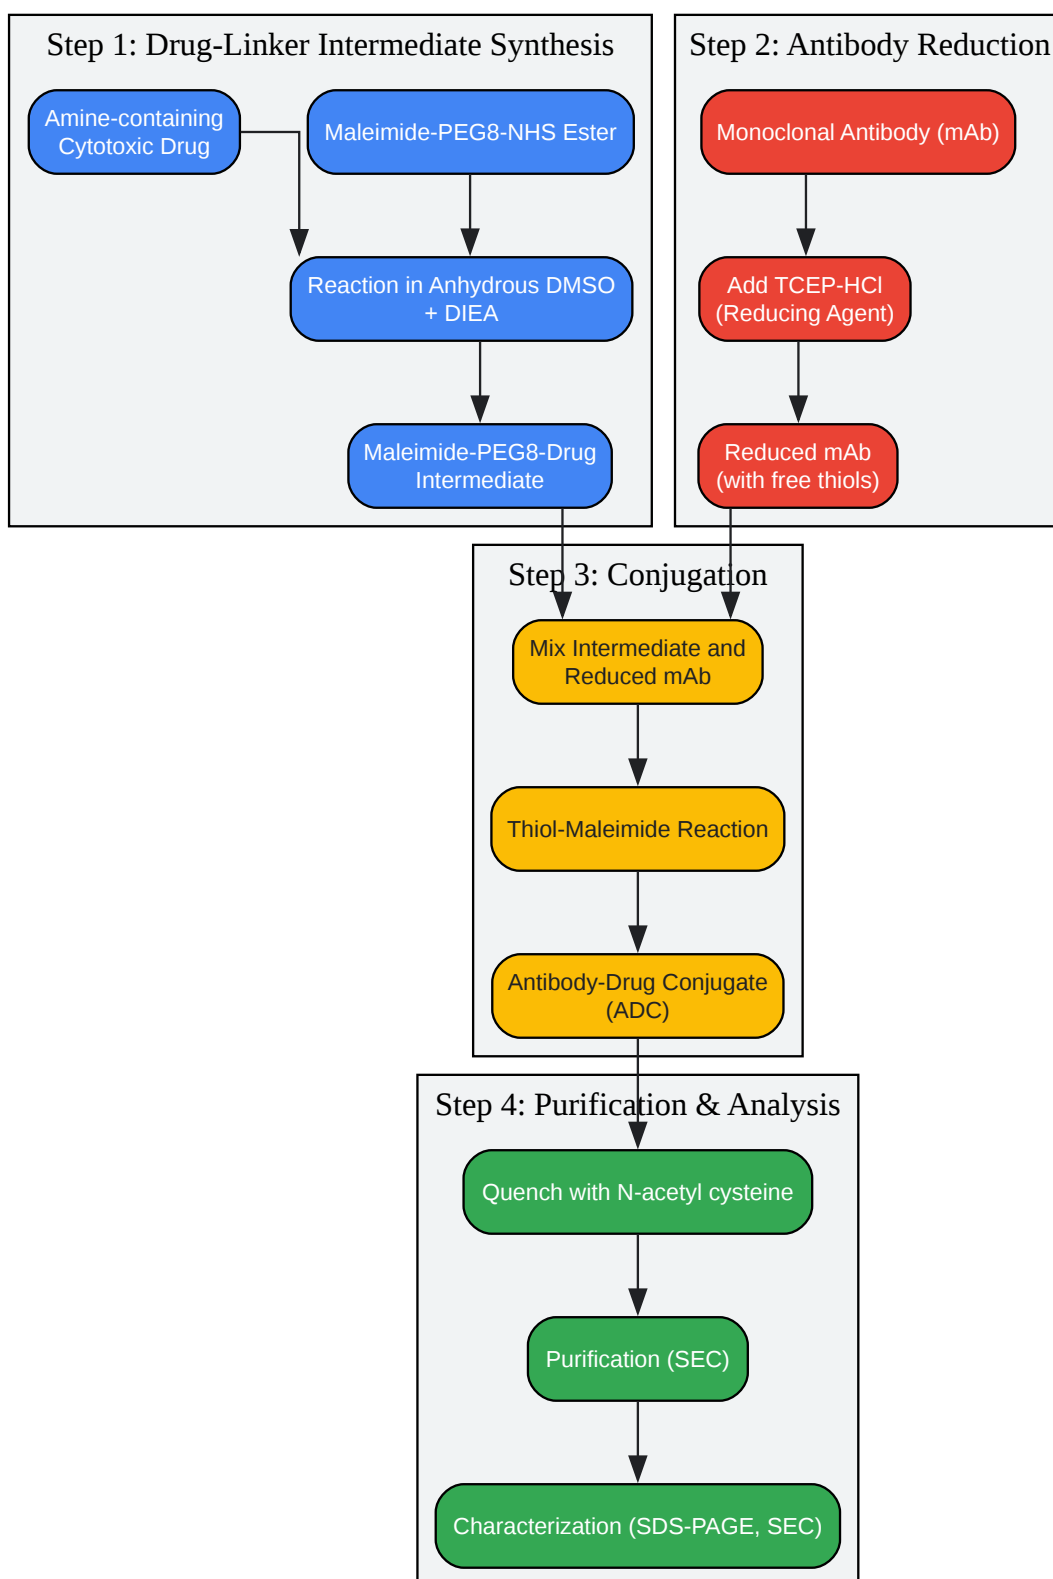 Step 1: Drug-Linker Intermediate Synthesis
Amine-containing
Cytotoxic Drug
Maleimide-PEG8-NHS Ester
Reaction in Anhydrous DMSO
+ DIEA
Maleimide-PEG8-Drug
Intermediate
Step 2: Antibody Reduction
Monoclonal Antibody (mAb)
Add TCEP-HCl
(Reducing Agent)
Reduced mAb
(with free thiols)
Step 3: Conjugation
Mix Intermediate and
Reduced mAb
Thiol-Maleimide Reaction
Antibody-Drug Conjugate
(ADC)
Step 4: Purification & Analysis
Quench with N-acetyl cysteine
Purification (SEC)
Characterization (SDS-PAGE, SEC)